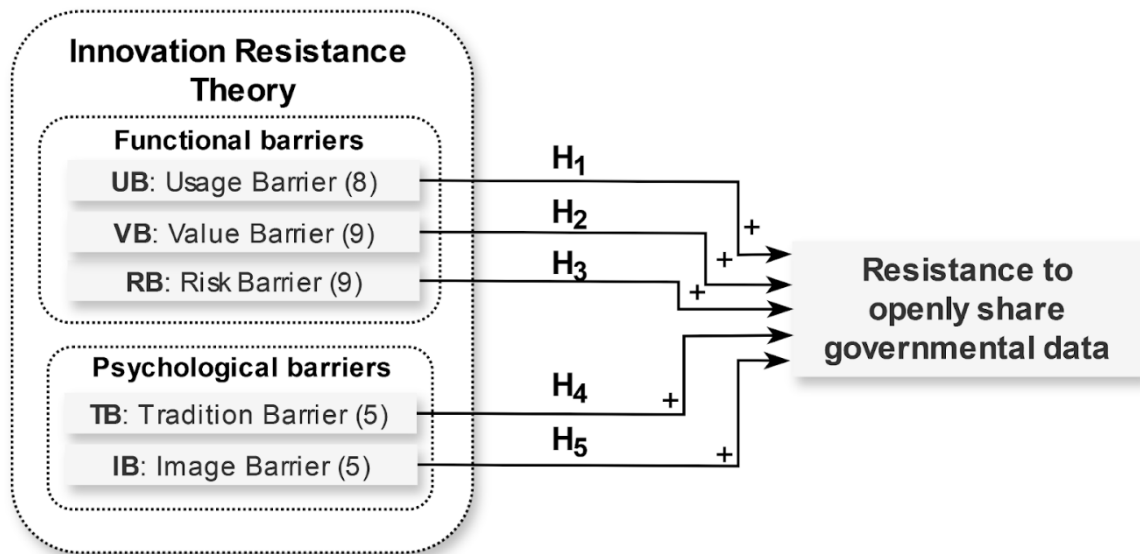 Innovation Resistance
Theory
Functional barriers
UB: Usage Barrier (8)
VB: Value Barrier (9)
RB: Risk Barrier (9)
Psychological barriers
TB: Tradition Barrier (5)
IB: Image Barrier (5)
H1
H2
H3
H4
H5
+
+
+
+
+
Resistance to
openly share
governmental data